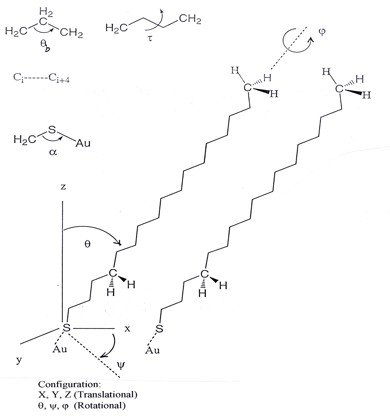 H₂
C
H₂C CH₂
θb
H₂C CH₂
τ
φ
Cᵢ------Cᵢ₊₄
H H
C
H
H
C H
H
S
H₂C Au
α
z
θ
C
H H
C
H H
S x S
y Au ψ Au
Configuration:
X, Y, Z (Translational)
θ, ψ, φ (Rotational)